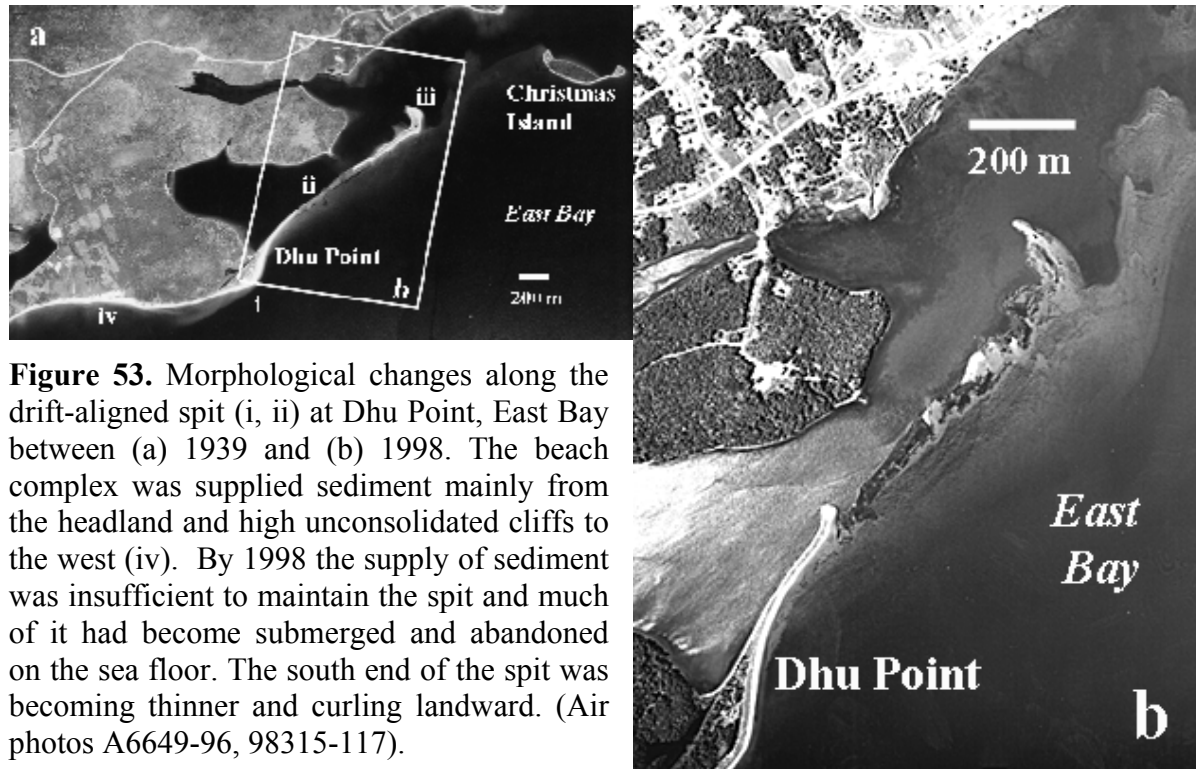 a
iii
Christmas
Island
ii
East Bay
Dhu Point
200 m
b
i
iv
Figure 53. Morphological changes along the
drift-aligned spit (i, ii) at Dhu Point, East Bay
between (a) 1939 and (b) 1998. The beach
complex was supplied sediment mainly from
the headland and high unconsolidated cliffs to
the west (iv). By 1998 the supply of sediment
was insufficient to maintain the spit and much
of it had become submerged and abandoned
on the sea floor. The south end of the spit was
becoming thinner and curling landward. (Air
photos A6649-96, 98315-117).
200 m
East
Bay
Dhu Point
b